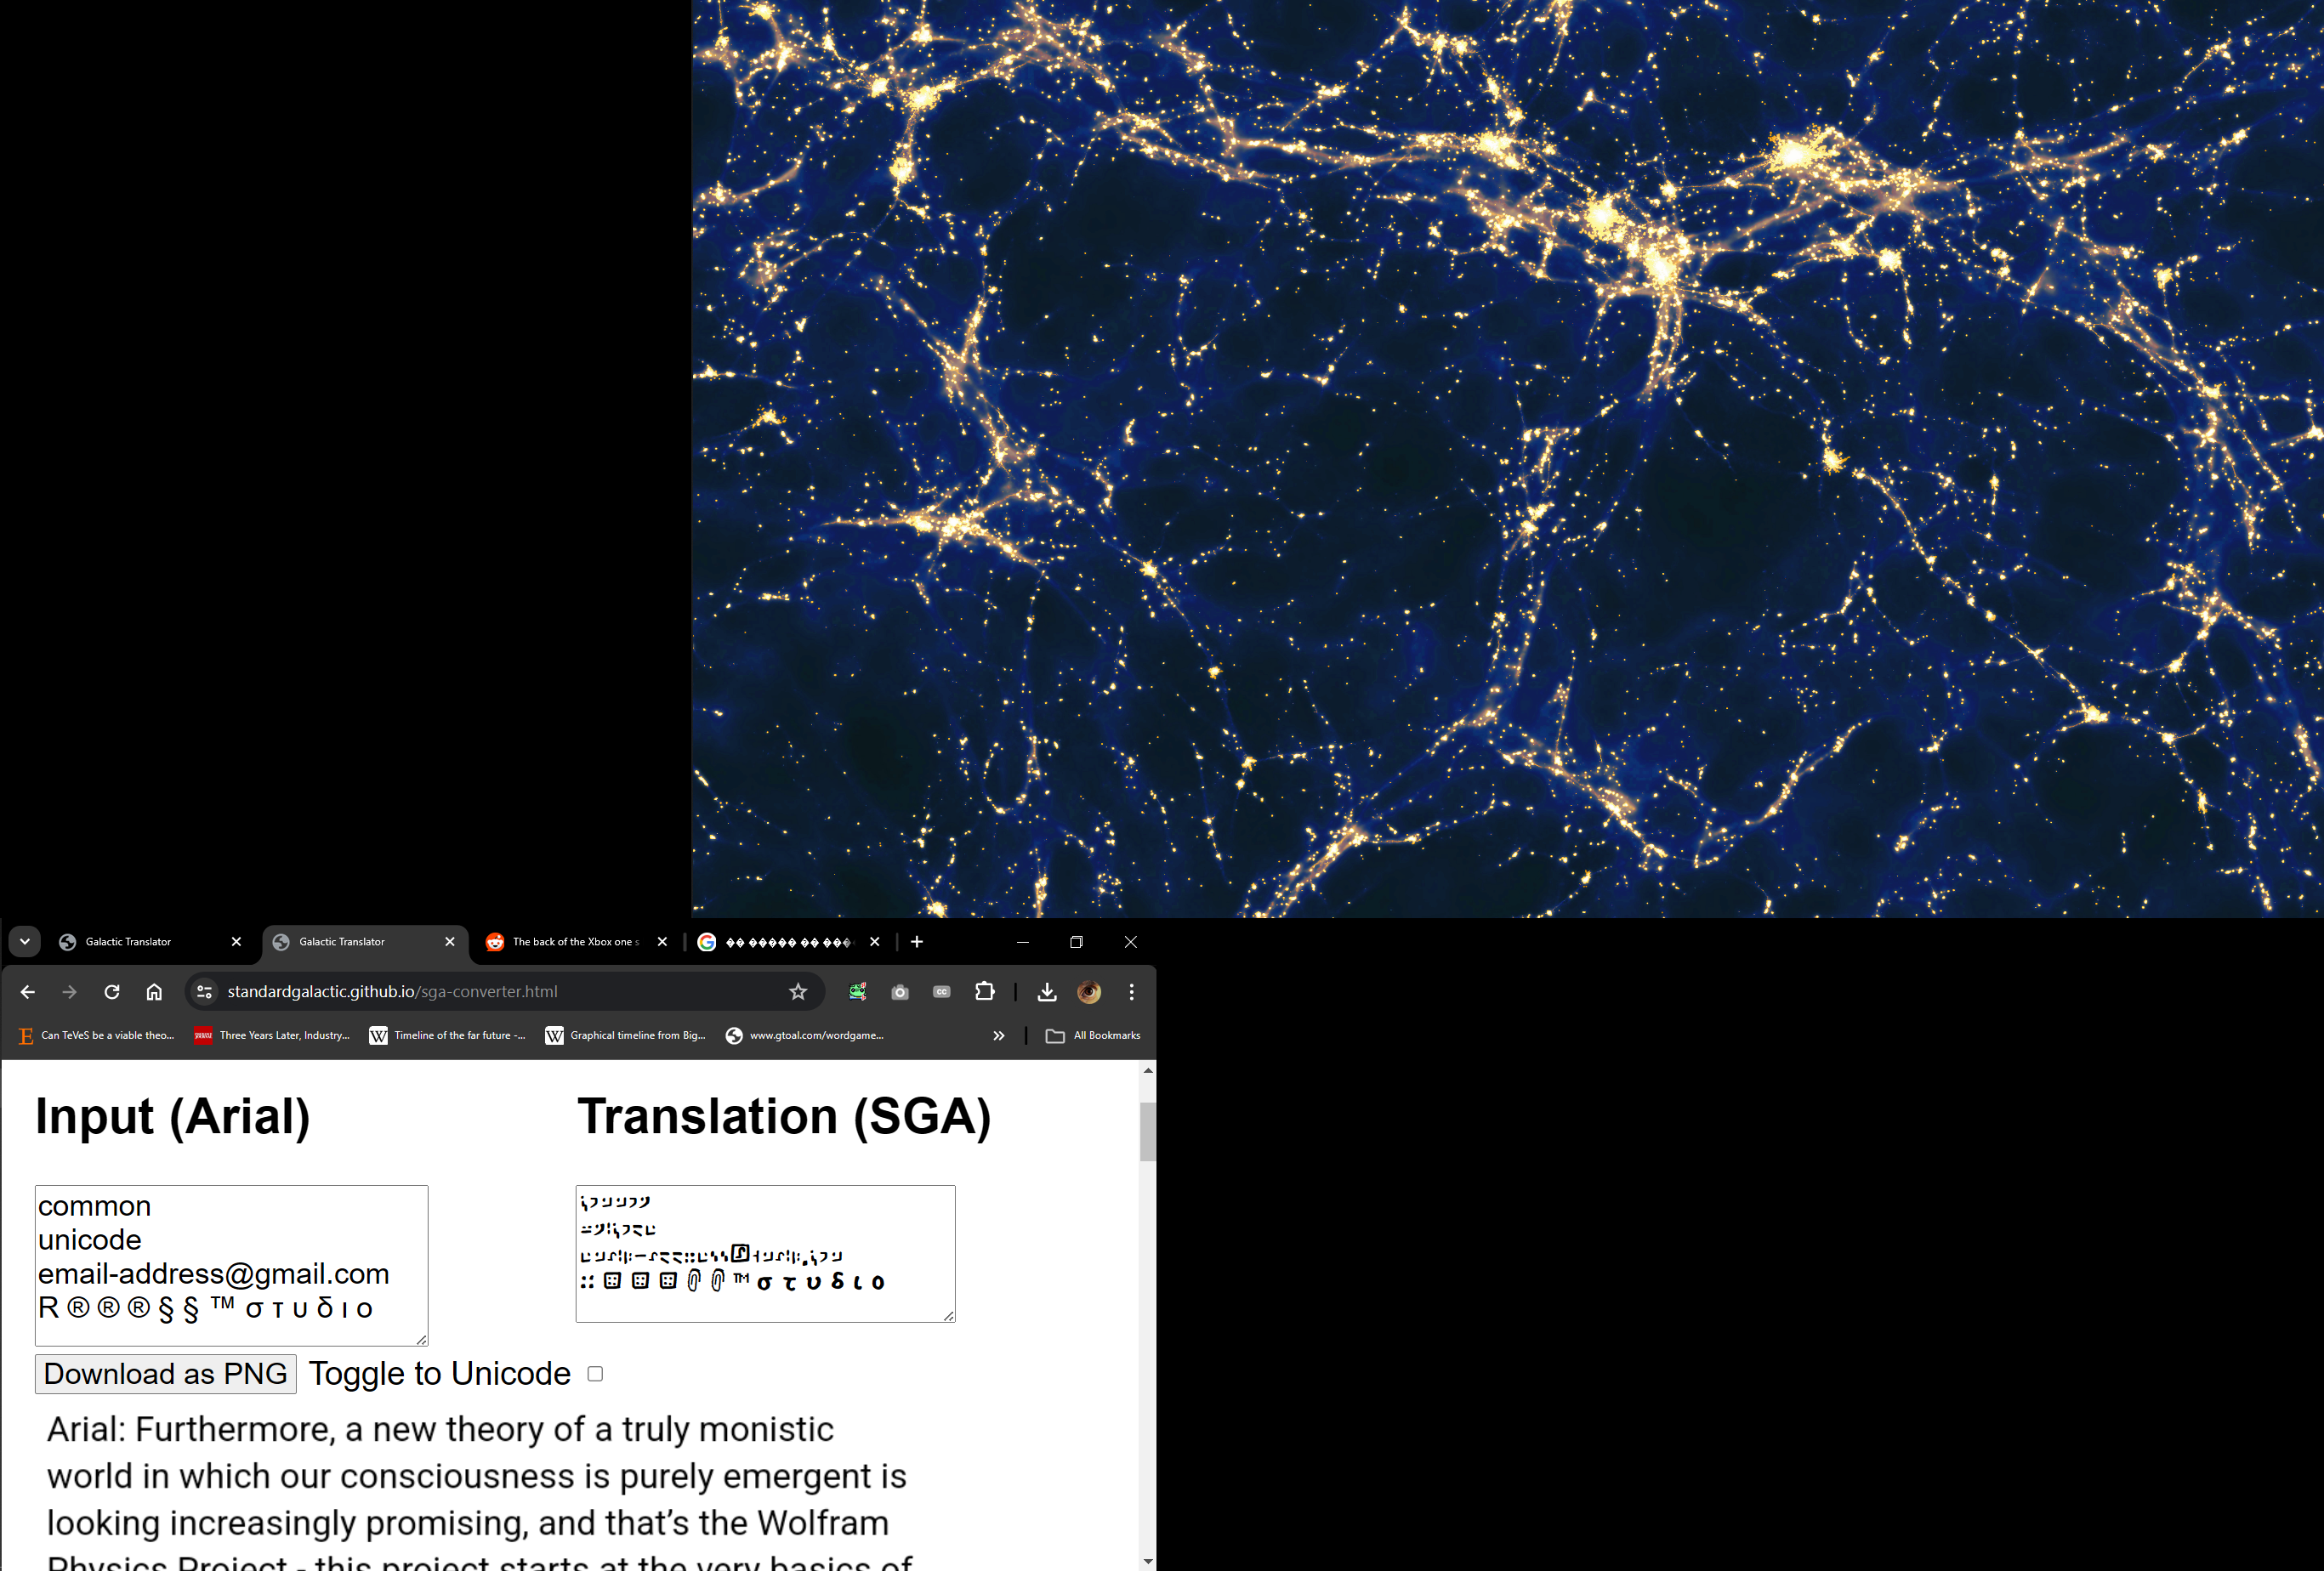 Galactic Translator
Galactic Translator
The back of the Xbox one s
�� ����� �� ���
standardgalactic.github.io/sga-converter.html
Can TeVeS be a viable theo...
Three Years Later, Industry...
Timeline of the far future -...
Graphical timeline from Big...
www.gtoal.com/wordgame...
All Bookmarks
Input (Arial)
Translation (SGA)
common
unicode
email-address@gmail.com
R ® ® ® § § ™ σ τ υ δ ι ο
™ σ τ υ δ ι ο
Download as PNG
Toggle to Unicode
Arial: Furthermore, a new theory of a truly monistic
world in which our consciousness is purely emergent is
looking increasingly promising, and that’s the Wolfram
Physics Project - this project starts at the very basics of